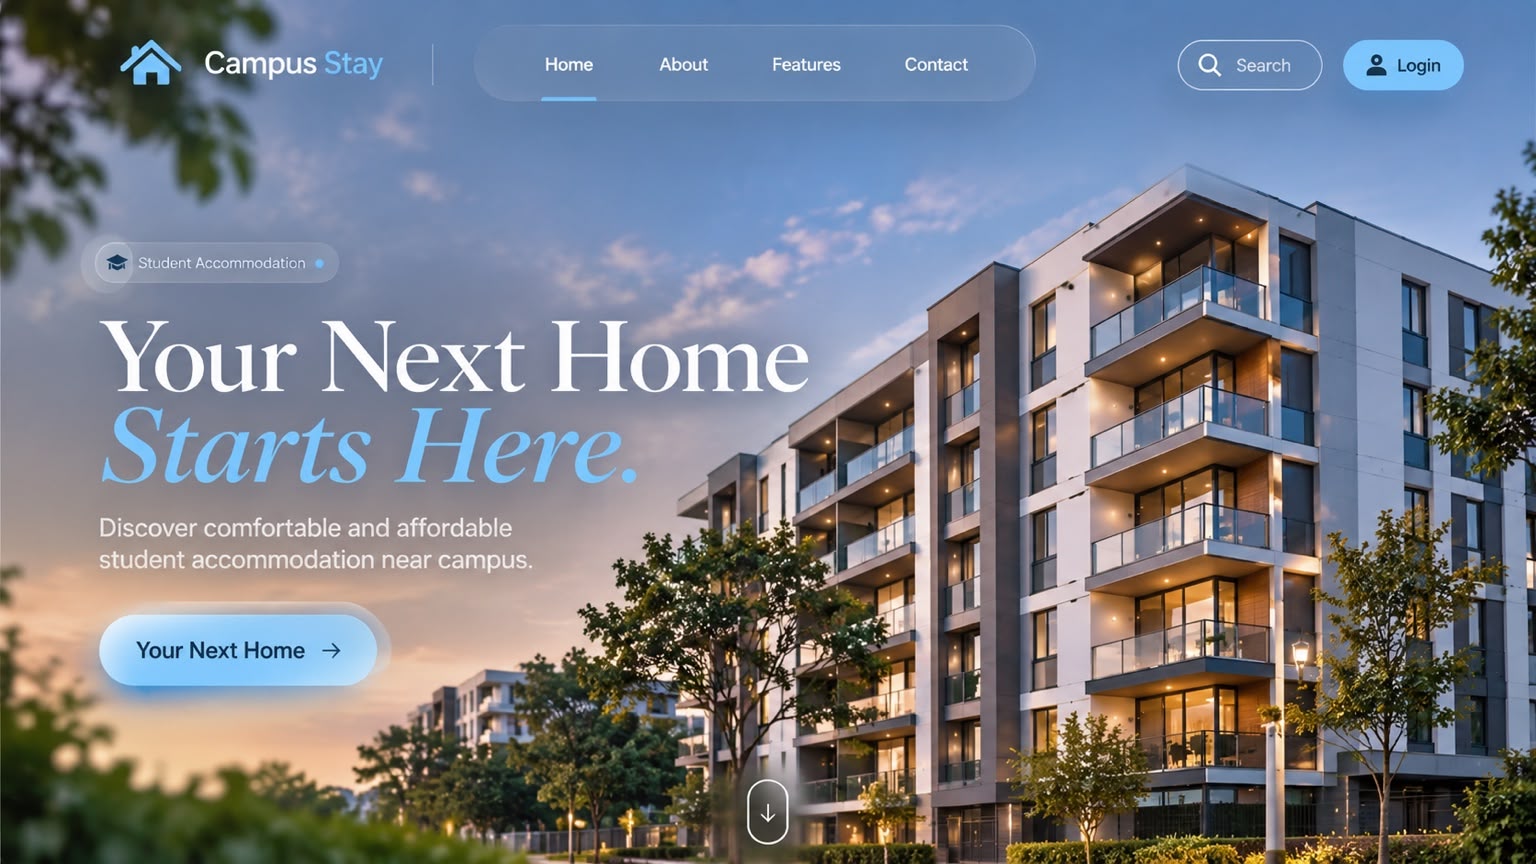 Campus Stay
Home
About
Features
Contact
Search
Login
Student Accommodation
Your Next Home
Starts Here.
Discover comfortable and affordable
student accommodation near campus.
Your Next Home